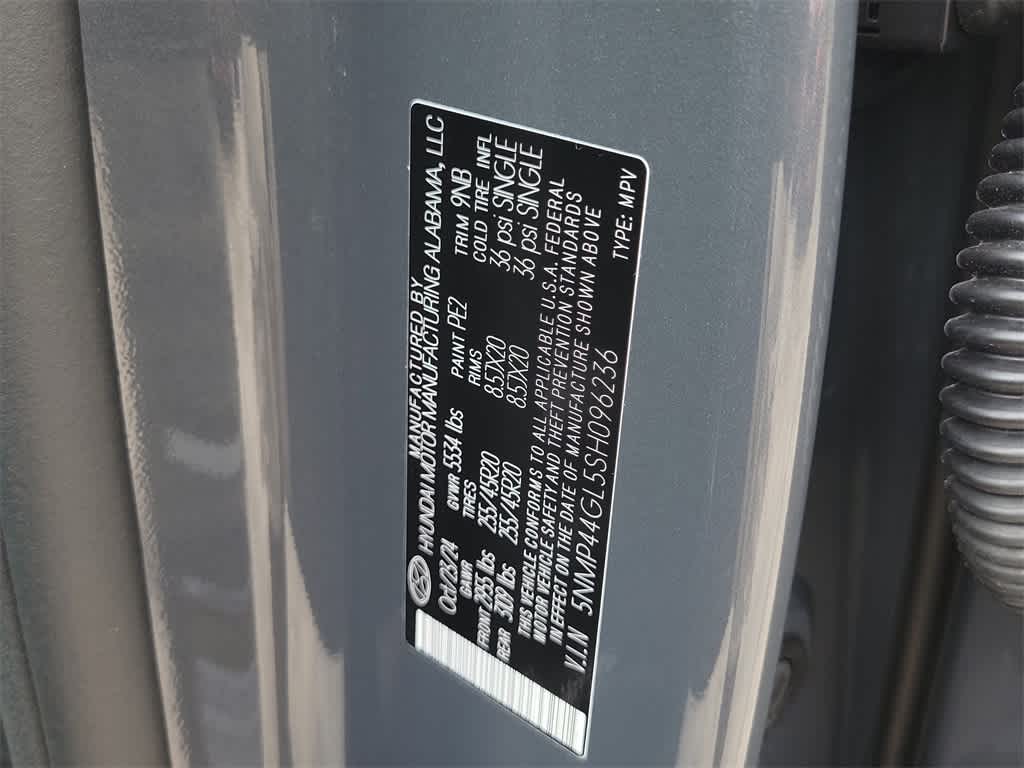 MANUFACTURED BY
HYUNDAI MOTOR MANUFACTURING ALABAMA, LLC
Oct/25/24 GVWR 5534 lbs PAINT PE2 TRIM 9NB
GAWR TIRES RIMS COLD TIRE INFL
FRONT 2855 lbs 255/45R20 8.5JX20 36 psi SINGLE
REAR 3109 lbs 255/45R20 8.5JX20 36 psi SINGLE
THIS VEHICLE CONFORMS TO ALL APPLICABLE U.S.A. FEDERAL
MOTOR VEHICLE SAFETY AND THEFT PREVENTION STANDARDS
IN EFFECT ON THE DATE OF MANUFACTURE SHOWN ABOVE
V.I.N 5NMP44GL5SH096236 TYPE: MPV